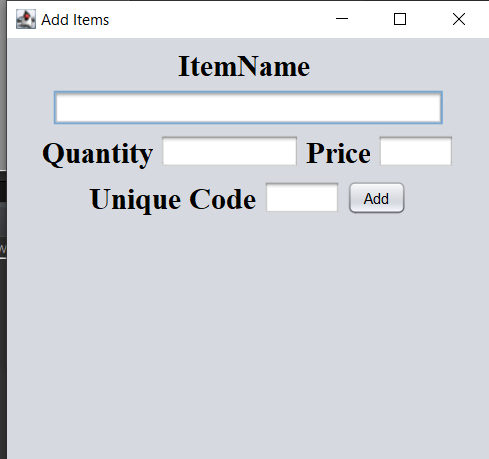 Add Items
ItemName
Quantity Price
Unique Code Add